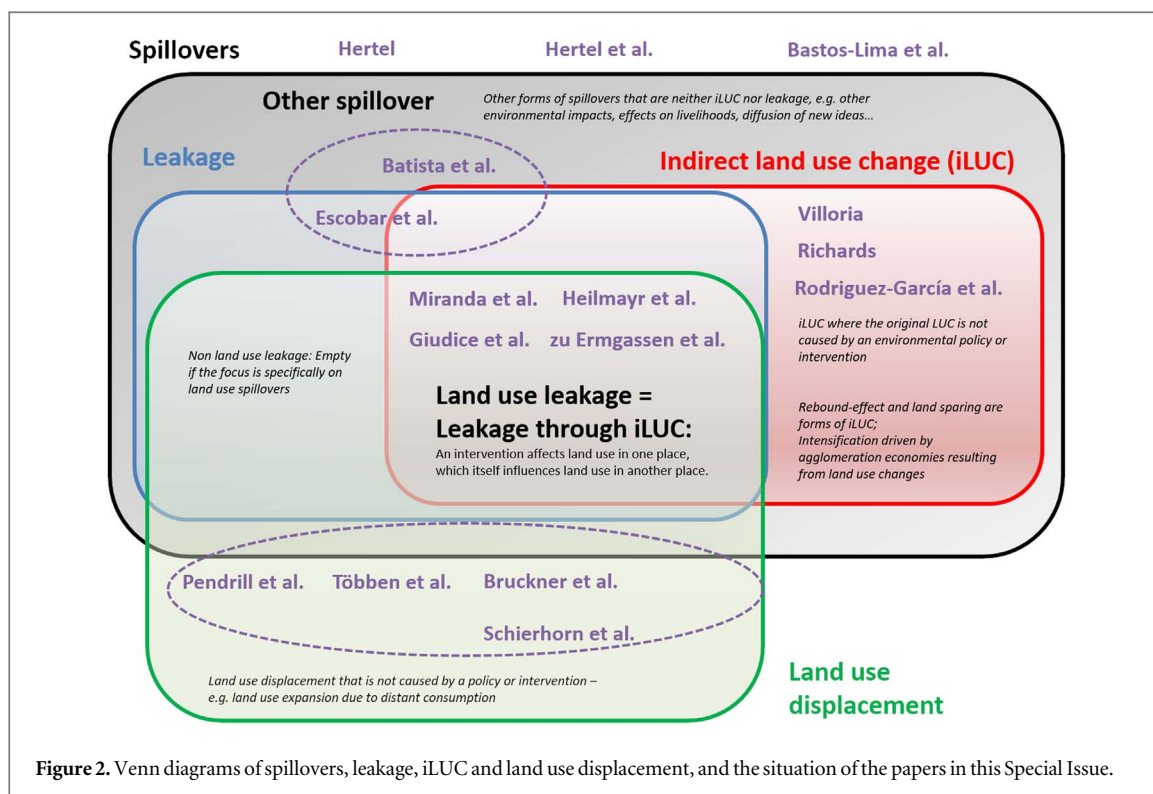 Spillovers
Hertel
Hertel et al.
Bastos-Lima et al.
Other spillover
Other forms of spillovers that are neither iLUC nor leakage, e.g. other
environmental impacts, effects on livelihoods, diffusion of new ideas…
Leakage
Batista et al.
Indirect land use change (iLUC)
Escobar et al.
Villoria
Richards
Rodriguez-García et al.
Miranda et al.
Heilmayr et al.
Giudice et al.
zu Ermgassen et al.
iLUC where the original LUC is not
caused by an environmental policy or
intervention
Non land use leakage: Empty
if the focus is specifically on
land use spillovers
Land use leakage =
Leakage through iLUC:
An intervention affects land use in one place,
which itself influences land use in another place.
Rebound-effect and land sparing are
forms of iLUC;
Intensification driven by
agglomeration economies resulting
from land use changes
Pendrill et al.
Többen et al.
Bruckner et al.
Schierhorn et al.
Land use displacement that is not caused by a policy or intervention –
e.g. land use expansion due to distant consumption
Land use
displacement
Figure 2. Venn diagrams of spillovers, leakage, iLUC and land use displacement, and the situation of the papers in this Special Issue.